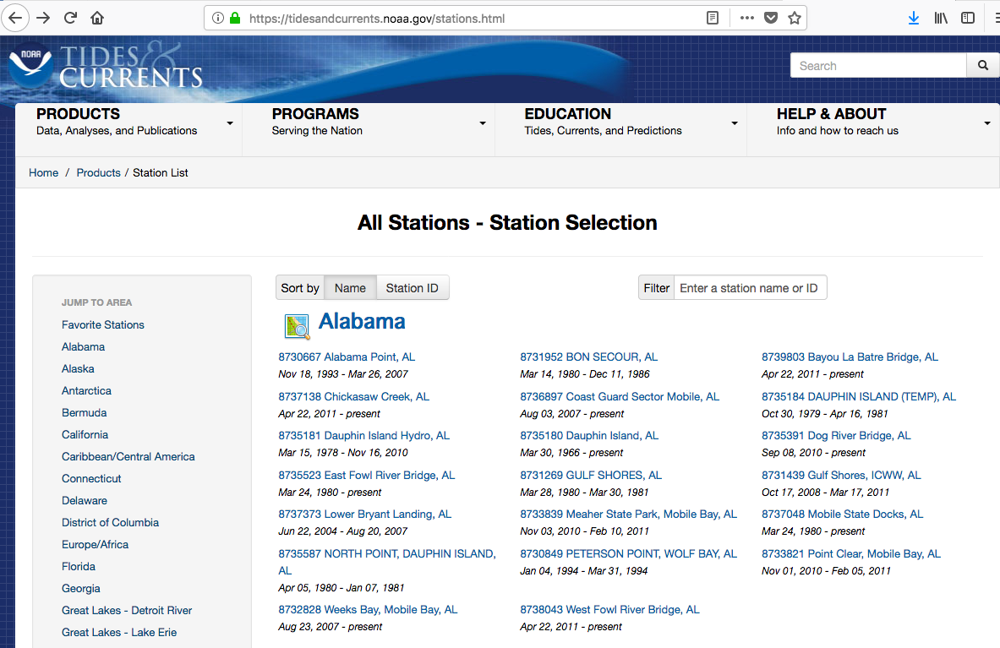 https://tidesandcurrents.noaa.gov/stations.html
NOAA
TIDES&
CURRENTS
Search
PRODUCTS
Data, Analyses, and Publications
PROGRAMS
Serving the Nation
EDUCATION
Tides, Currents, and Predictions
HELP & ABOUT
Info and how to reach us
Home / Products / Station List
All Stations - Station Selection
JUMP TO AREA
Favorite Stations
Alabama
Alaska
Antarctica
Bermuda
California
Caribbean/Central America
Connecticut
Delaware
District of Columbia
Europe/Africa
Florida
Georgia
Great Lakes - Detroit River
Great Lakes - Lake Erie
Sort by Name Station ID
Filter Enter a station name or ID
Alabama
8730667 Alabama Point, AL
Nov 18, 1993 - Mar 26, 2007
8731952 BON SECOUR, AL
Mar 14, 1980 - Dec 11, 1986
8739803 Bayou La Batre Bridge, AL
Apr 22, 2011 - present
8737138 Chickasaw Creek, AL
Apr 22, 2011 - present
8736897 Coast Guard Sector Mobile, AL
Aug 03, 2007 - present
8735184 DAUPHIN ISLAND (TEMP), AL
Oct 30, 1979 - Apr 16, 1981
8735181 Dauphin Island Hydro, AL
Mar 15, 1978 - Nov 16, 2010
8735180 Dauphin Island, AL
Mar 30, 1966 - present
8735391 Dog River Bridge, AL
Sep 08, 2010 - present
8735523 East Fowl River Bridge, AL
Mar 24, 1980 - present
8731269 GULF SHORES, AL
Mar 28, 1980 - Mar 30, 1981
8731439 Gulf Shores, ICWW, AL
Oct 17, 2008 - Mar 17, 2011
8737373 Lower Bryant Landing, AL
Jun 22, 2004 - Aug 20, 2007
8733839 Meaher State Park, Mobile Bay, AL
Nov 03, 2010 - Feb 10, 2011
8737048 Mobile State Docks, AL
Mar 24, 1980 - present
8735587 NORTH POINT, DAUPHIN ISLAND,
AL
Apr 05, 1980 - Jan 07, 1981
8730849 PETERSON POINT, WOLF BAY, AL
Jan 04, 1994 - Mar 31, 1994
8733821 Point Clear, Mobile Bay, AL
Nov 01, 2010 - Feb 05, 2011
8732828 Weeks Bay, Mobile Bay, AL
Aug 23, 2007 - present
8738043 West Fowl River Bridge, AL
Apr 22, 2011 - present